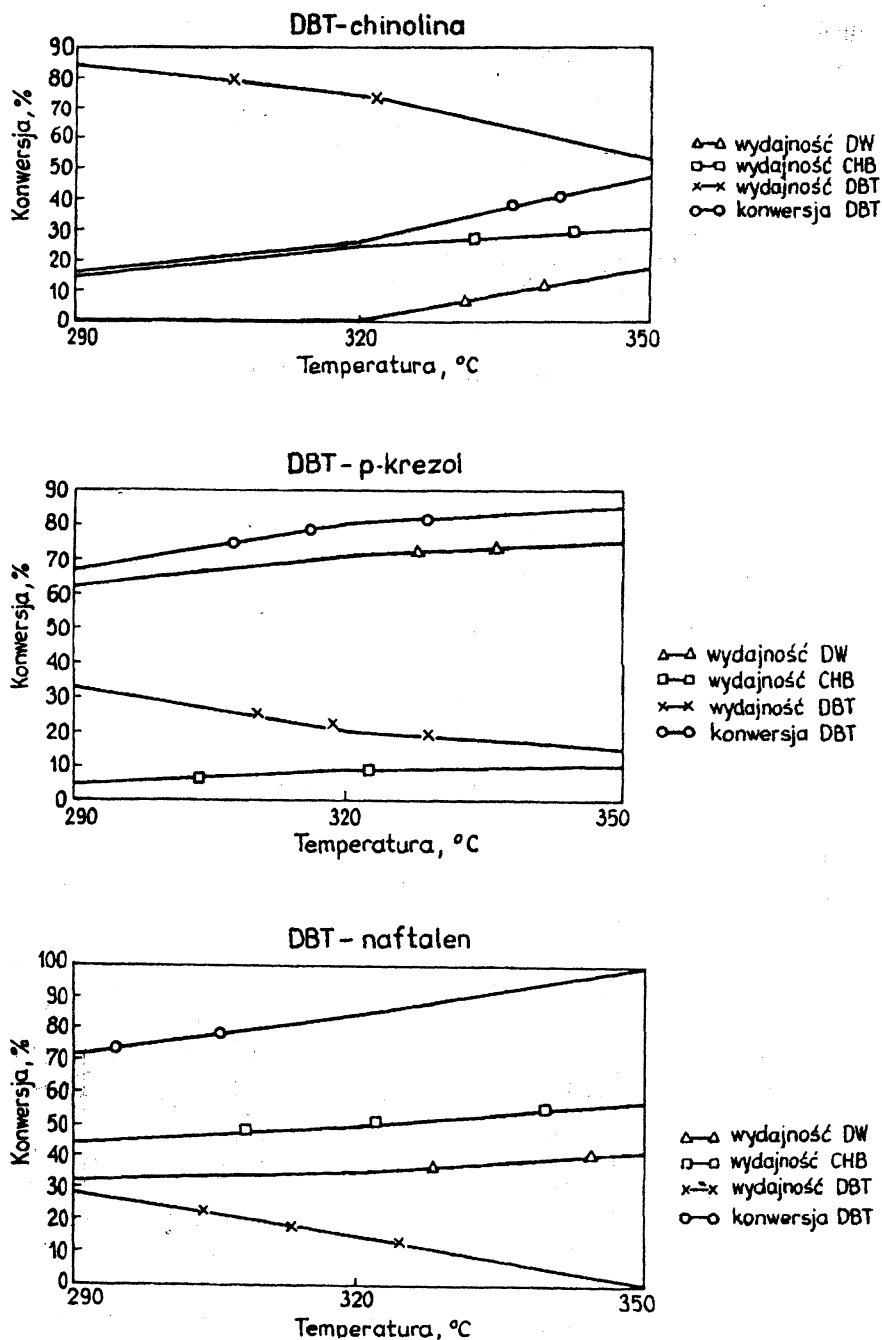 DBT-chinolina
90
80
70
60
50
40
30
20
10
0
Konwersja, %
290 320 350
Temperatura, °C
wydajność DW
wydajność CHB
wydajność DBT
konwersja DBT
DBT - p-krezol
90
80
70
60
50
40
30
20
10
0
Konwersja, %
290 320 350
Temperatura, °C
wydajność DW
wydajność CHB
wydajność DBT
konwersja DBT
DBT - naftalen
100
90
80
70
60
50
40
30
20
10
0
Konwersja, %
290 320 350
Temperatura, °C
wydajność DW
wydajność CHB
wydajność DBT
konwersja DBT